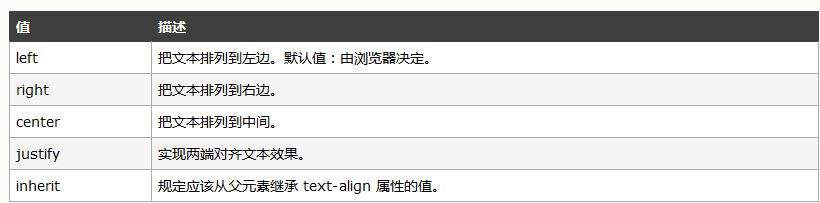 值 描述
left 把文本排列到左边。默认值：由浏览器决定。
right 把文本排列到右边。
center 把文本排列到中间。
justify 实现两端对齐文本效果。
inherit 规定应该从父元素继承 text-align 属性的值。